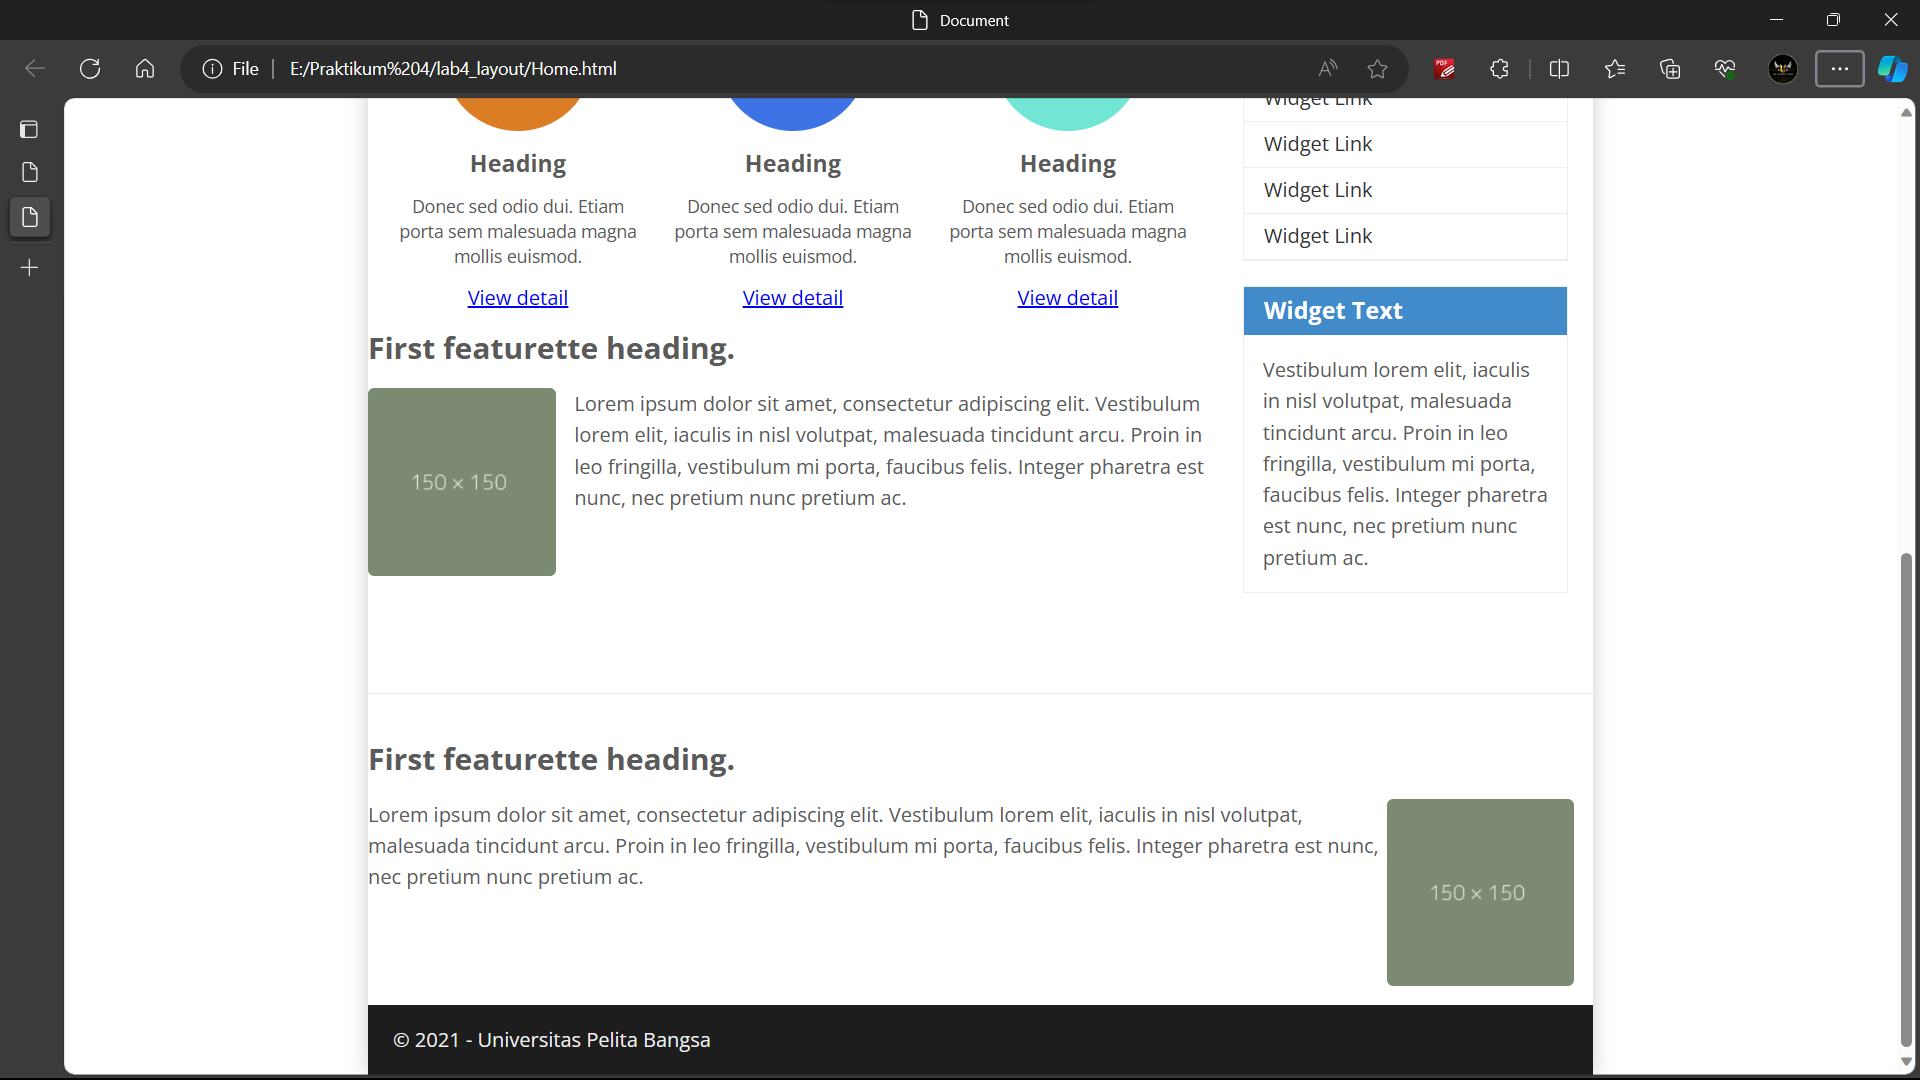 Document
File
E:/Praktikum%204/lab4_layout/Home.html
PDF
Heading
Donec sed odio dui. Etiam
porta sem malesuada magna
mollis euismod.
View detail
Heading
Donec sed odio dui. Etiam
porta sem malesuada magna
mollis euismod.
View detail
Heading
Donec sed odio dui. Etiam
porta sem malesuada magna
mollis euismod.
View detail
First featurette heading.
150 × 150
Lorem ipsum dolor sit amet, consectetur adipiscing elit. Vestibulum
lorem elit, iaculis in nisl volutpat, malesuada tincidunt arcu. Proin in
leo fringilla, vestibulum mi porta, faucibus felis. Integer pharetra est
nunc, nec pretium nunc pretium ac.
Widget Link
Widget Link
Widget Link
Widget Link
Widget Text
Vestibulum lorem elit, iaculis
in nisl volutpat, malesuada
tincidunt arcu. Proin in leo
fringilla, vestibulum mi porta,
faucibus felis. Integer pharetra
est nunc, nec pretium nunc
pretium ac.
First featurette heading.
Lorem ipsum dolor sit amet, consectetur adipiscing elit. Vestibulum lorem elit, iaculis in nisl volutpat,
malesuada tincidunt arcu. Proin in leo fringilla, vestibulum mi porta, faucibus felis. Integer pharetra est nunc,
nec pretium nunc pretium ac.
150 × 150
© 2021 - Universitas Pelita Bangsa